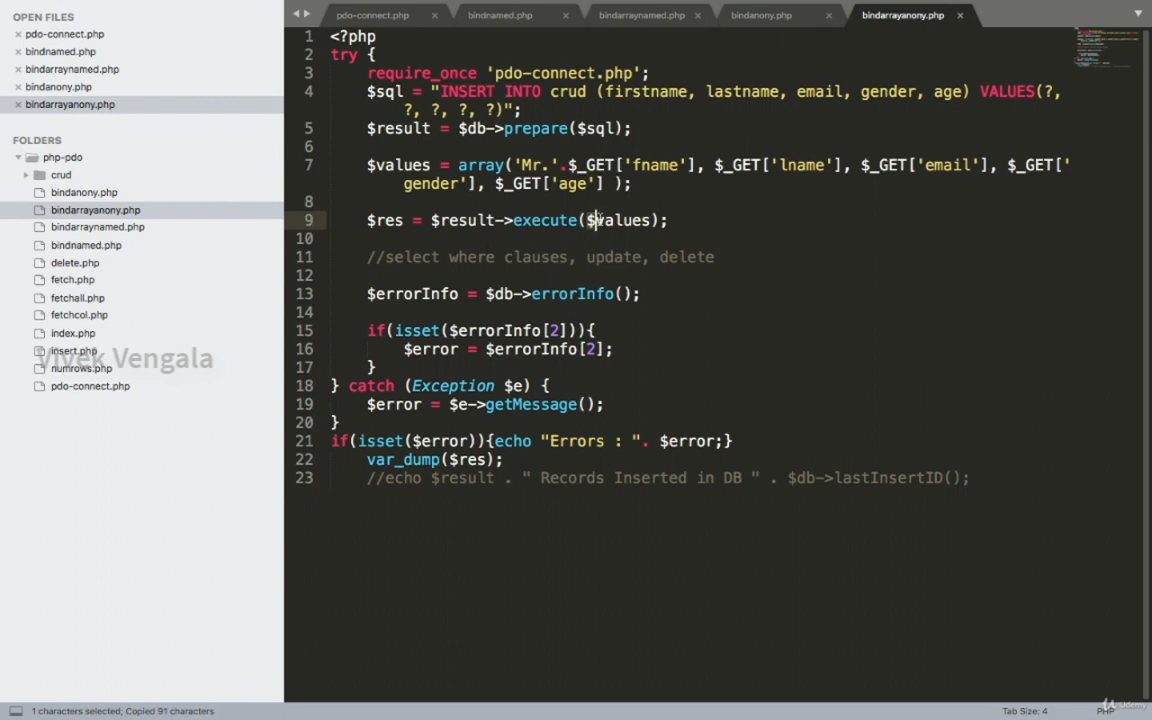 OPEN FILES
pdo-connect.php
bindnamed.php
bindarraynamed.php
bindanony.php
bindarrayanony.php
FOLDERS
php-pdo
crud
bindanony.php
bindarrayanony.php
bindarraynamed.php
bindnamed.php
delete.php
fetch.php
fetchall.php
fetchcol.php
index.php
insert.php
numrows.php
pdo-connect.php
Vivek Vengala
pdo-connect.php bindnamed.php bindarraynamed.php bindanony.php bindarrayanony.php
1 <?php
2 try {
3 require_once 'pdo-connect.php';
4 $sql = "INSERT INTO crud (firstname, lastname, email, gender, age) VALUES(?,
?, ?, ?, ?)";
5 $result = $db->prepare($sql);
6
7 $values = array('Mr.'.$_GET['fname'], $_GET['lname'], $_GET['email'], $_GET['
gender'], $_GET['age'] );
8
9 $res = $result->execute($values);
10
11 //select where clauses, update, delete
12
13 $errorInfo = $db->errorInfo();
14
15 if(isset($errorInfo[2])){
16 $error = $errorInfo[2];
17 }
18 } catch (Exception $e) {
19 $error = $e->getMessage();
20 }
21 if(isset($error)){echo "Errors : ". $error;}
22 var_dump($res);
23 //echo $result . " Records Inserted in DB " . $db->lastInsertID();
1 characters selected; Copied 91 characters
Tab Size: 4
PHP
Udemy